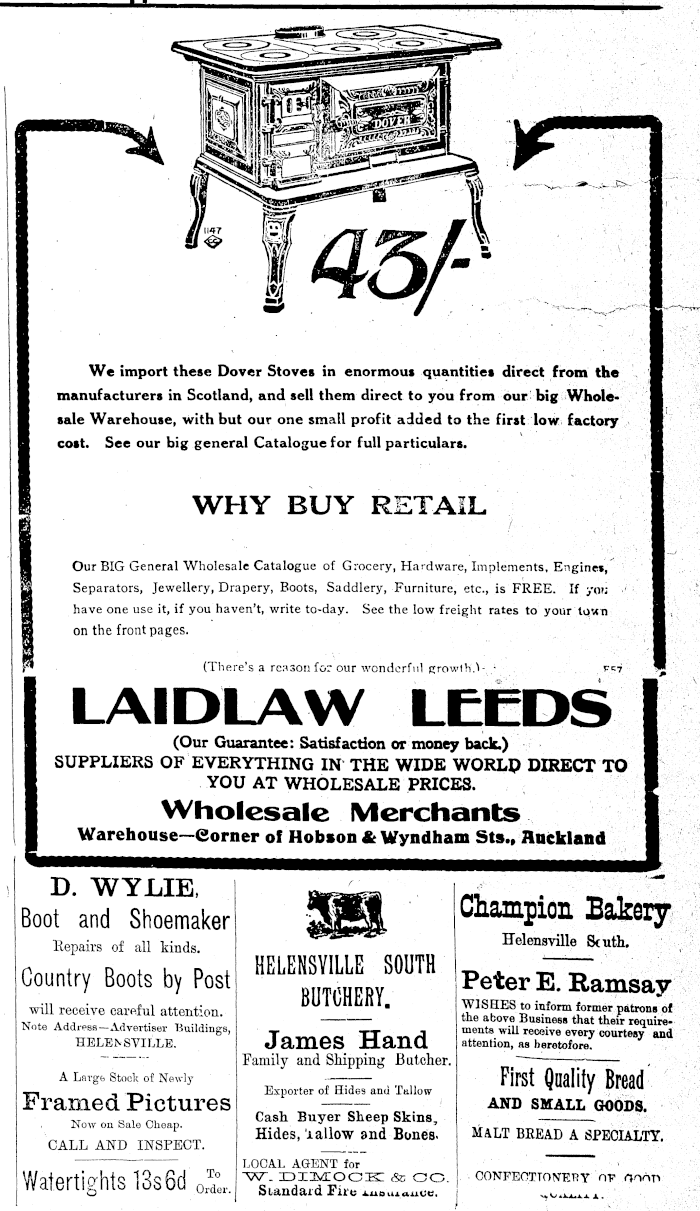 DOVER
1147
43/-
We import these Dover Stoves in enormous quantities direct from the
manufacturers in Scotland, and sell them direct to you from our big Whole-
sale Warehouse, with but our one small profit added to the first low factory
cost. See our big general Catalogue for full particulars.
WHY BUY RETAIL
Our BIG General Wholesale Catalogue of Grocery, Hardware, Implements, Engines,
Separators, Jewellery, Drapery, Boots, Saddlery, Furniture, etc., is FREE. If you
have one use it, if you haven't, write to-day. See the low freight rates to your town
on the front pages.
(There's a reason for our wonderful growth.)
LAIDLAW LEEDS
(Our Guarantee: Satisfaction or money back.)
SUPPLIERS OF EVERYTHING IN THE WIDE WORLD DIRECT TO
YOU AT WHOLESALE PRICES.
Wholesale Merchants
Warehouse—Corner of Hobson & Wyndham Sts., Auckland
D. WYLIE,
Boot and Shoemaker
Repairs of all kinds.
Country Boots by Post
will receive careful attention.
Note Address—Advertiser Buildings,
HELENSVILLE.
A Large Stock of Newly
Framed Pictures
Now on Sale Cheap.
CALL AND INSPECT.
Watertights 13s6d To Order.
HELENSVILLE SOUTH
BUTCHERY.
James Hand
Family and Shipping Butcher.
Exporter of Hides and Tallow
Cash Buyer Sheep Skins,
Hides, Tallow and Bones.
LOCAL AGENT for
W. DIMOCK & CO.
Standard Fire Insurance.
Champion Bakery
Helensville South.
Peter E. Ramsay
WISHES to inform former patrons of
the above Business that their require-
ments will receive every courtesy and
attention, as heretofore.
First Quality Bread
AND SMALL GOODS.
MALT BREAD A SPECIALTY.
CONFECTIONERY OF GOOD